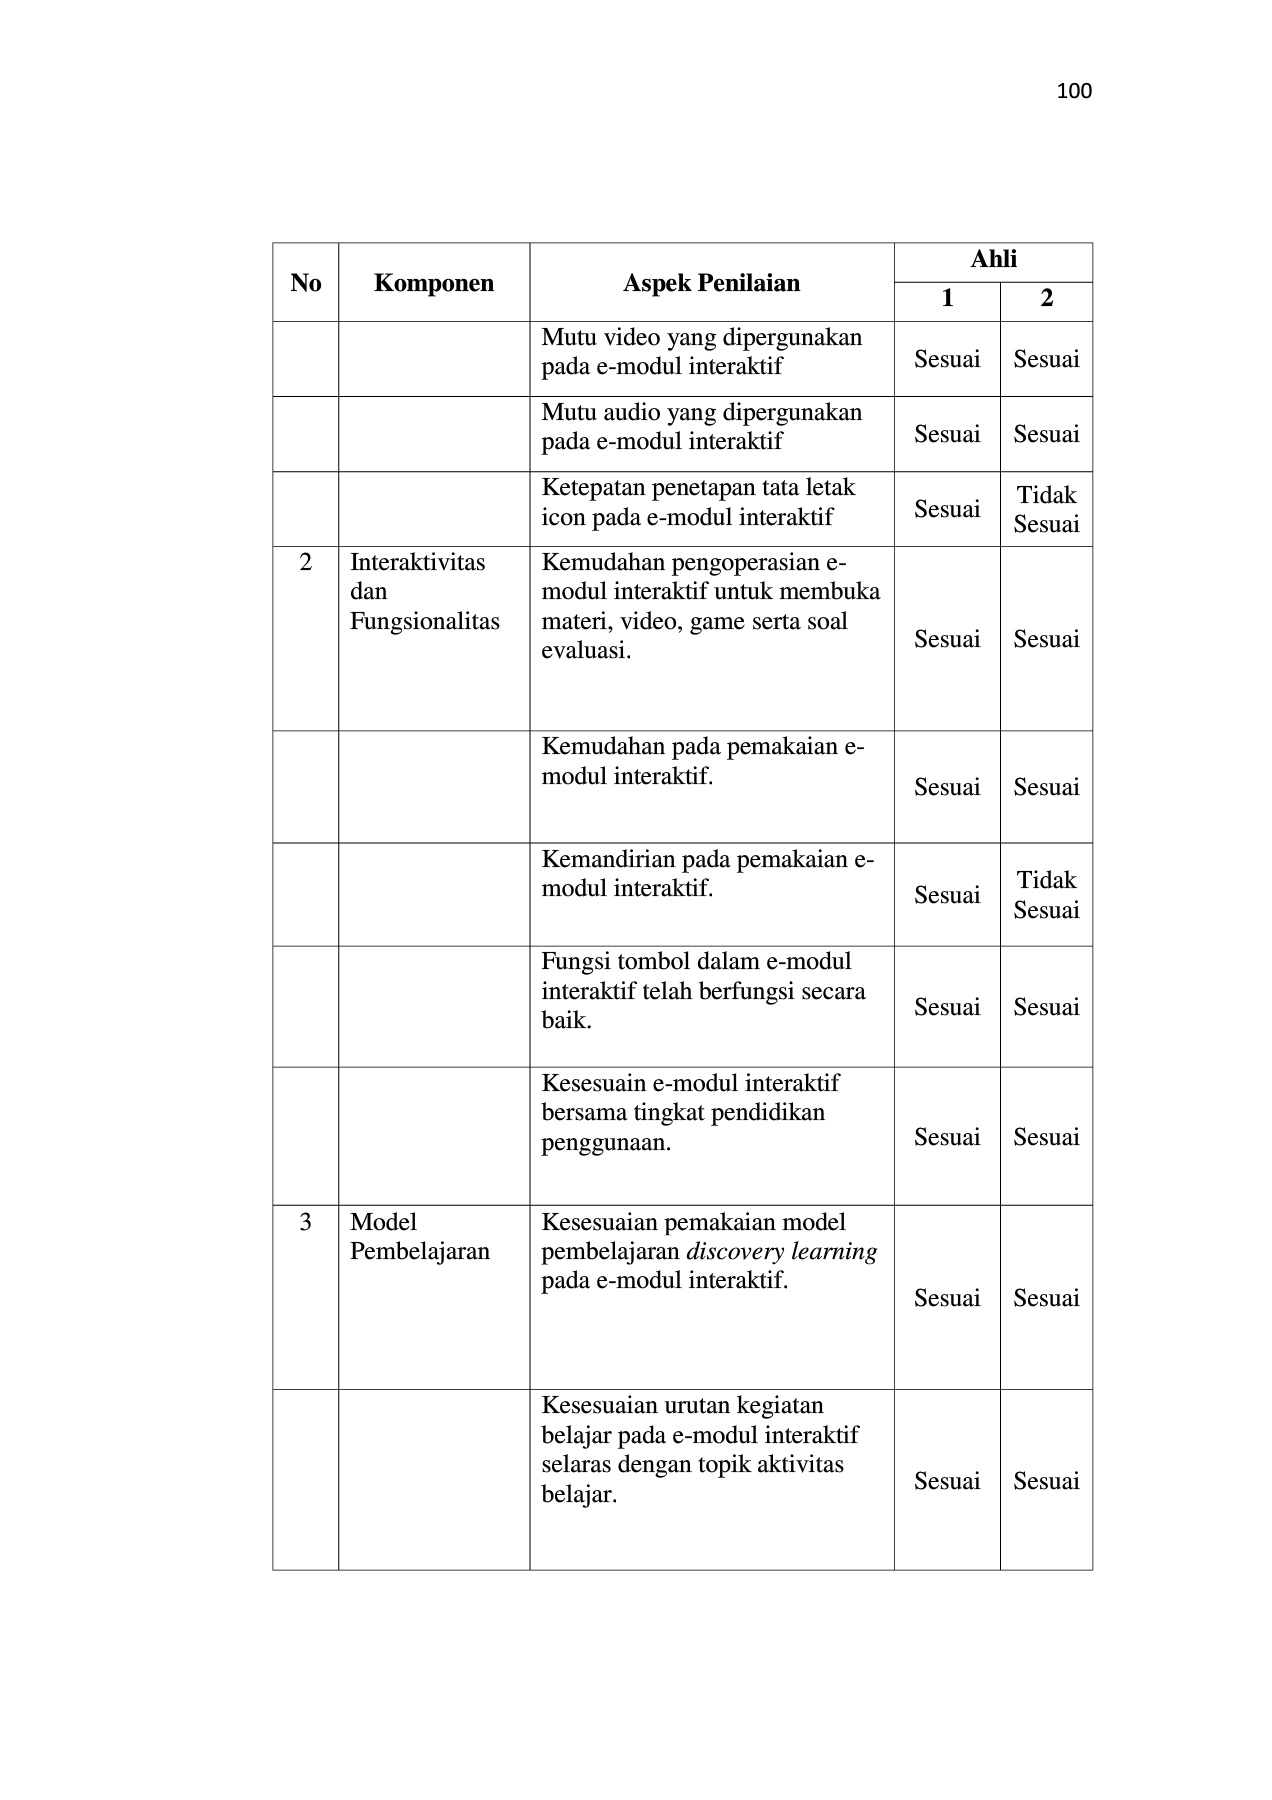 100
No Komponen Aspek Penilaian Ahli
1 2
Mutu video yang dipergunakan
pada e-modul interaktif
Sesuai Sesuai
Mutu audio yang dipergunakan
pada e-modul interaktif
Sesuai Sesuai
Ketepatan penetapan tata letak
icon pada e-modul interaktif
Sesuai
Tidak
Sesuai
2
Interaktivitas
dan
Fungsionalitas
Kemudahan pengoperasian e-
modul interaktif untuk membuka
materi, video, game serta soal
evaluasi.
Sesuai Sesuai
Kemudahan pada pemakaian e-
modul interaktif.
Sesuai Sesuai
Kemandirian pada pemakaian e-
modul interaktif.
Sesuai
Tidak
Sesuai
Fungsi tombol dalam e-modul
interaktif telah berfungsi secara
baik.
Sesuai Sesuai
Kesesuain e-modul interaktif
bersama tingkat pendidikan
penggunaan.
Sesuai Sesuai
3
Model
Pembelajaran
Kesesuaian pemakaian model
pembelajaran discovery learning
pada e-modul interaktif.
Sesuai Sesuai
Kesesuaian urutan kegiatan
belajar pada e-modul interaktif
selaras dengan topik aktivitas
belajar.
Sesuai Sesuai